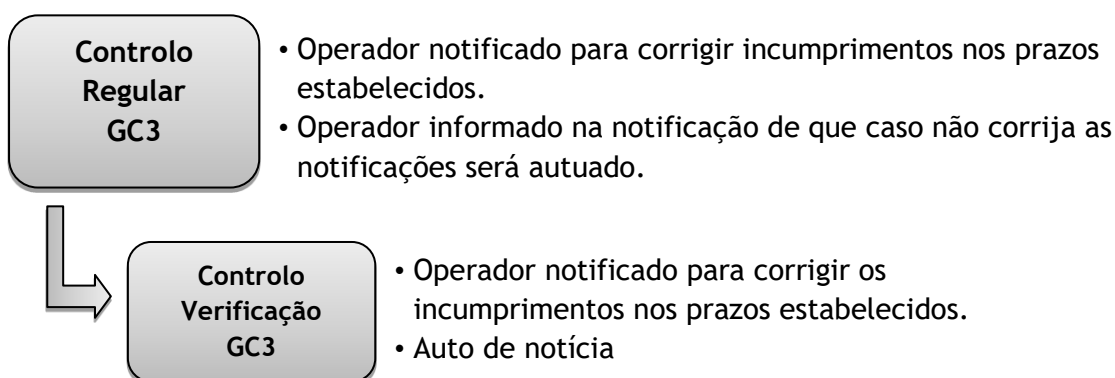 Controlo
Regular
GC3
• Operador notificado para corrigir incumprimentos nos prazos
estabelecidos.
• Operador informado na notificação de que caso não corrija as
notificações será autuado.
Controlo
Verificação
GC3
• Operador notificado para corrigir os
incumprimentos nos prazos estabelecidos.
• Auto de notícia